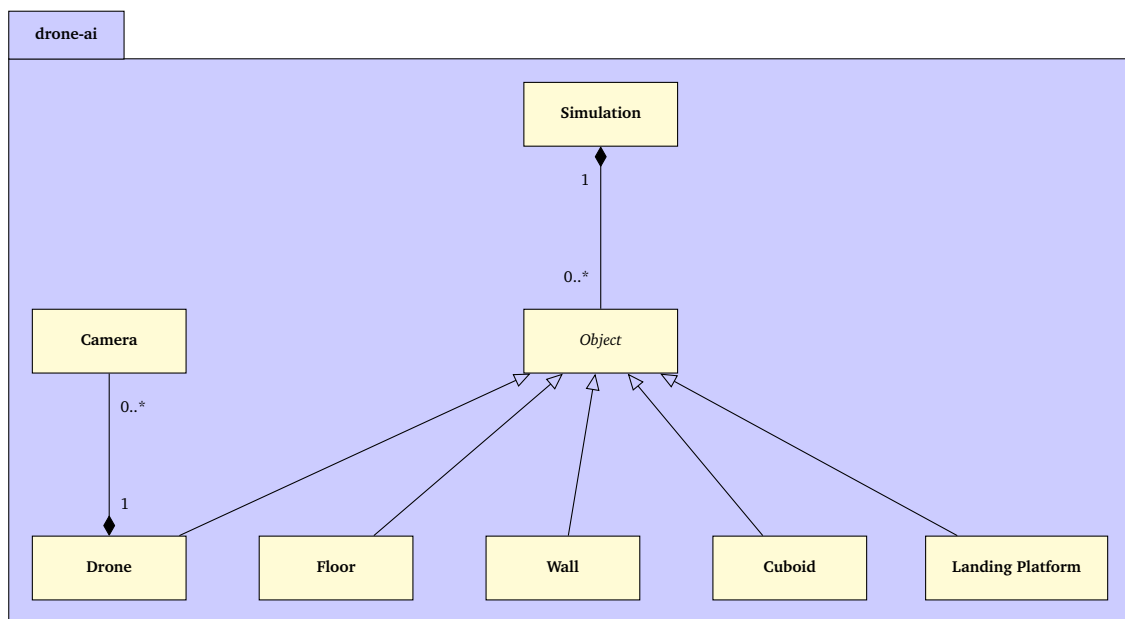 drone-ai
Simulation
1
0..*
Camera
Object
0..*
1
Drone
Floor
Wall
Cuboid
Landing Platform